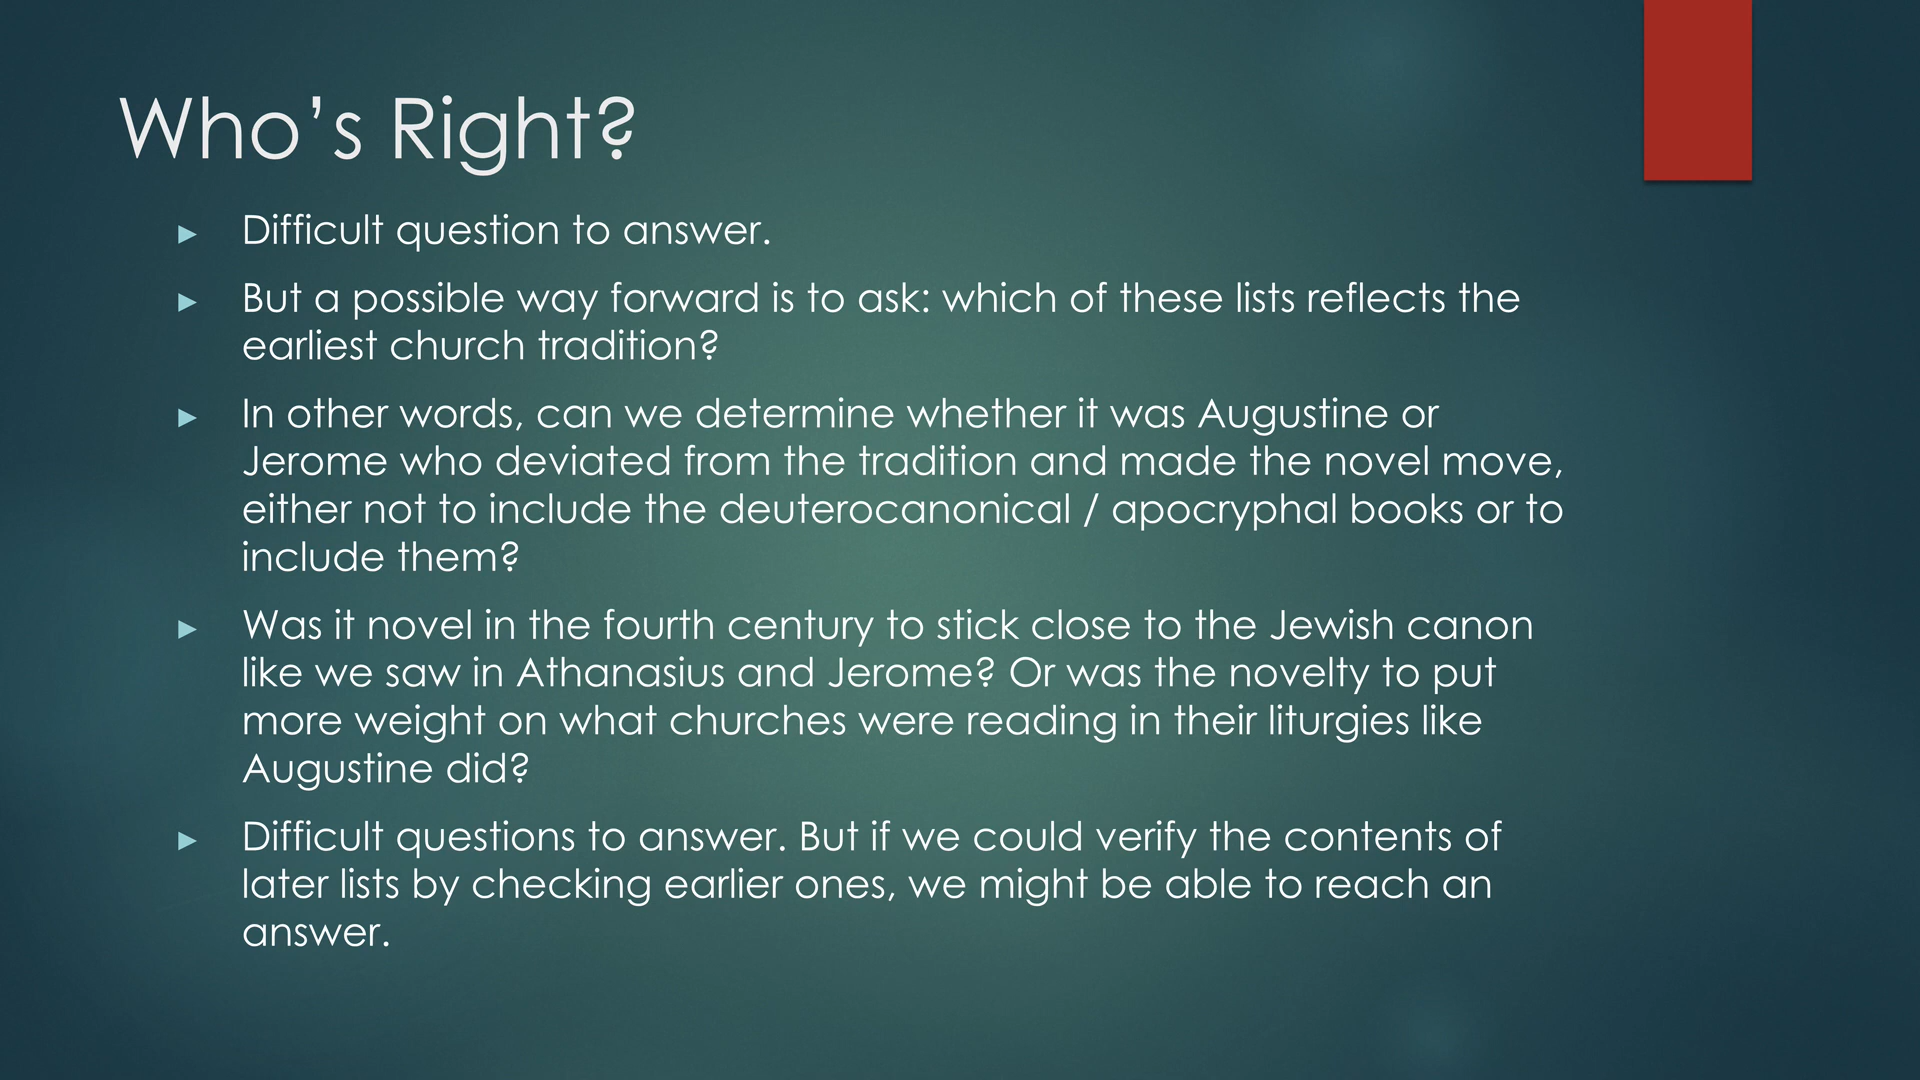 Who’s Right?
► Difficult question to answer.
► But a possible way forward is to ask: which of these lists reflects the
earliest church tradition?
► In other words, can we determine whether it was Augustine or
Jerome who deviated from the tradition and made the novel move,
either not to include the deuterocanonical / apocryphal books or to
include them?
► Was it novel in the fourth century to stick close to the Jewish canon
like we saw in Athanasius and Jerome? Or was the novelty to put
more weight on what churches were reading in their liturgies like
Augustine did?
► Difficult questions to answer. But if we could verify the contents of
later lists by checking earlier ones, we might be able to reach an
answer.